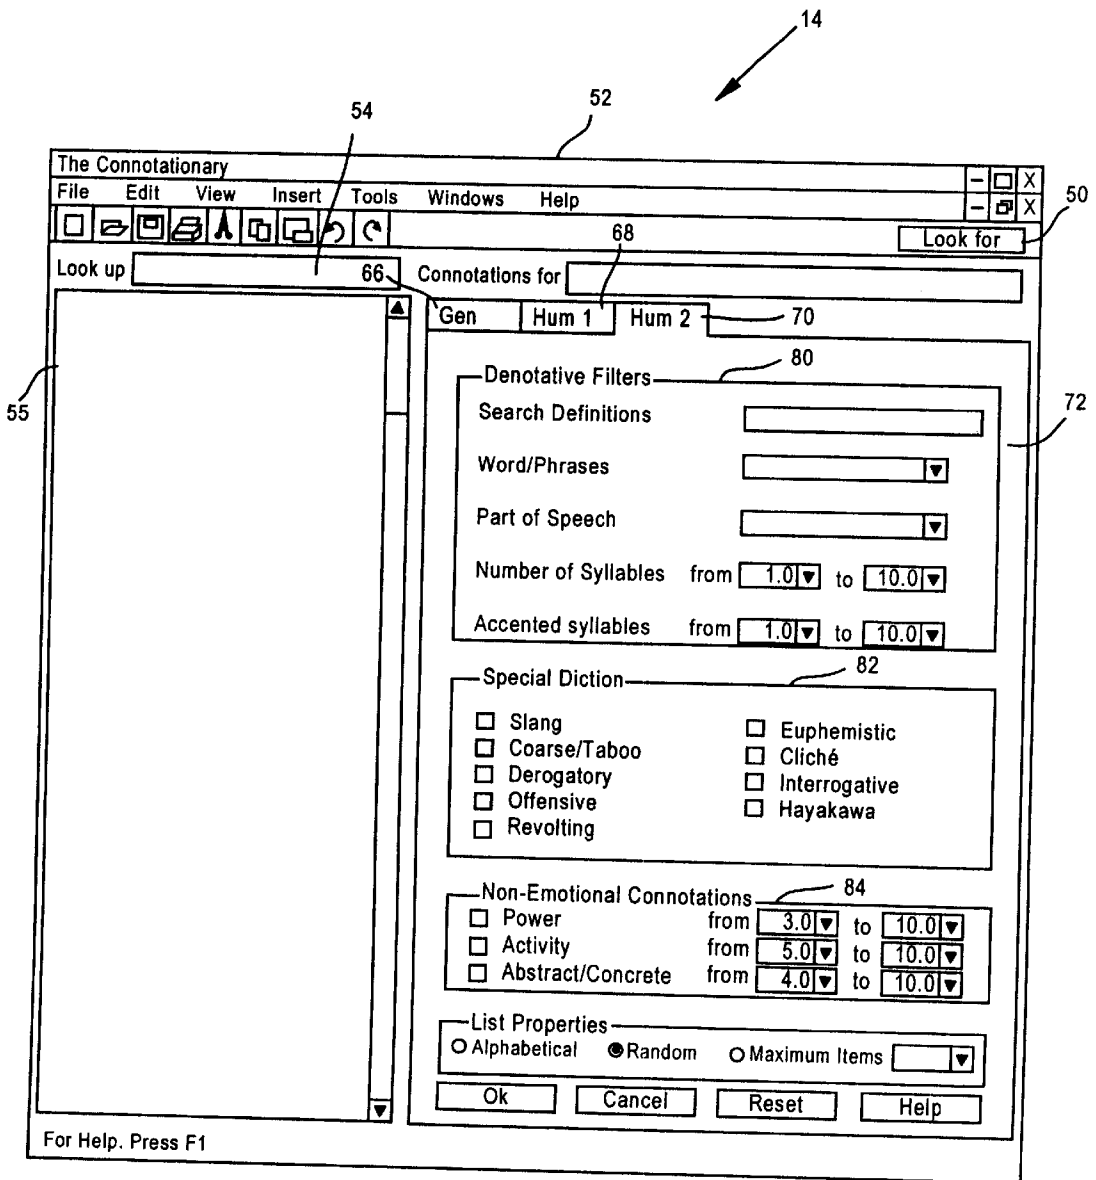 14
52
54
The Connotationary
- X
File Edit View Insert Tools Windows Help
- X
50
68
Look for
Look up
66
Connotations for
Gen Hum 1 Hum 2
70
55
80
72
Denotative Filters
Search Definitions
Word/Phrases
Part of Speech
Number of Syllables from 1.0 to 10.0
Accented syllables from 1.0 to 10.0
82
Special Diction
Slang
Coarse/Taboo
Derogatory
Offensive
Revolting
Euphemistic
Cliché
Interrogative
Hayakawa
84
Non-Emotional Connotations
Power from 3.0 to 10.0
Activity from 5.0 to 10.0
Abstract/Concrete from 4.0 to 10.0
List Properties
Alphabetical Random Maximum Items
Ok Cancel Reset Help
For Help. Press F1